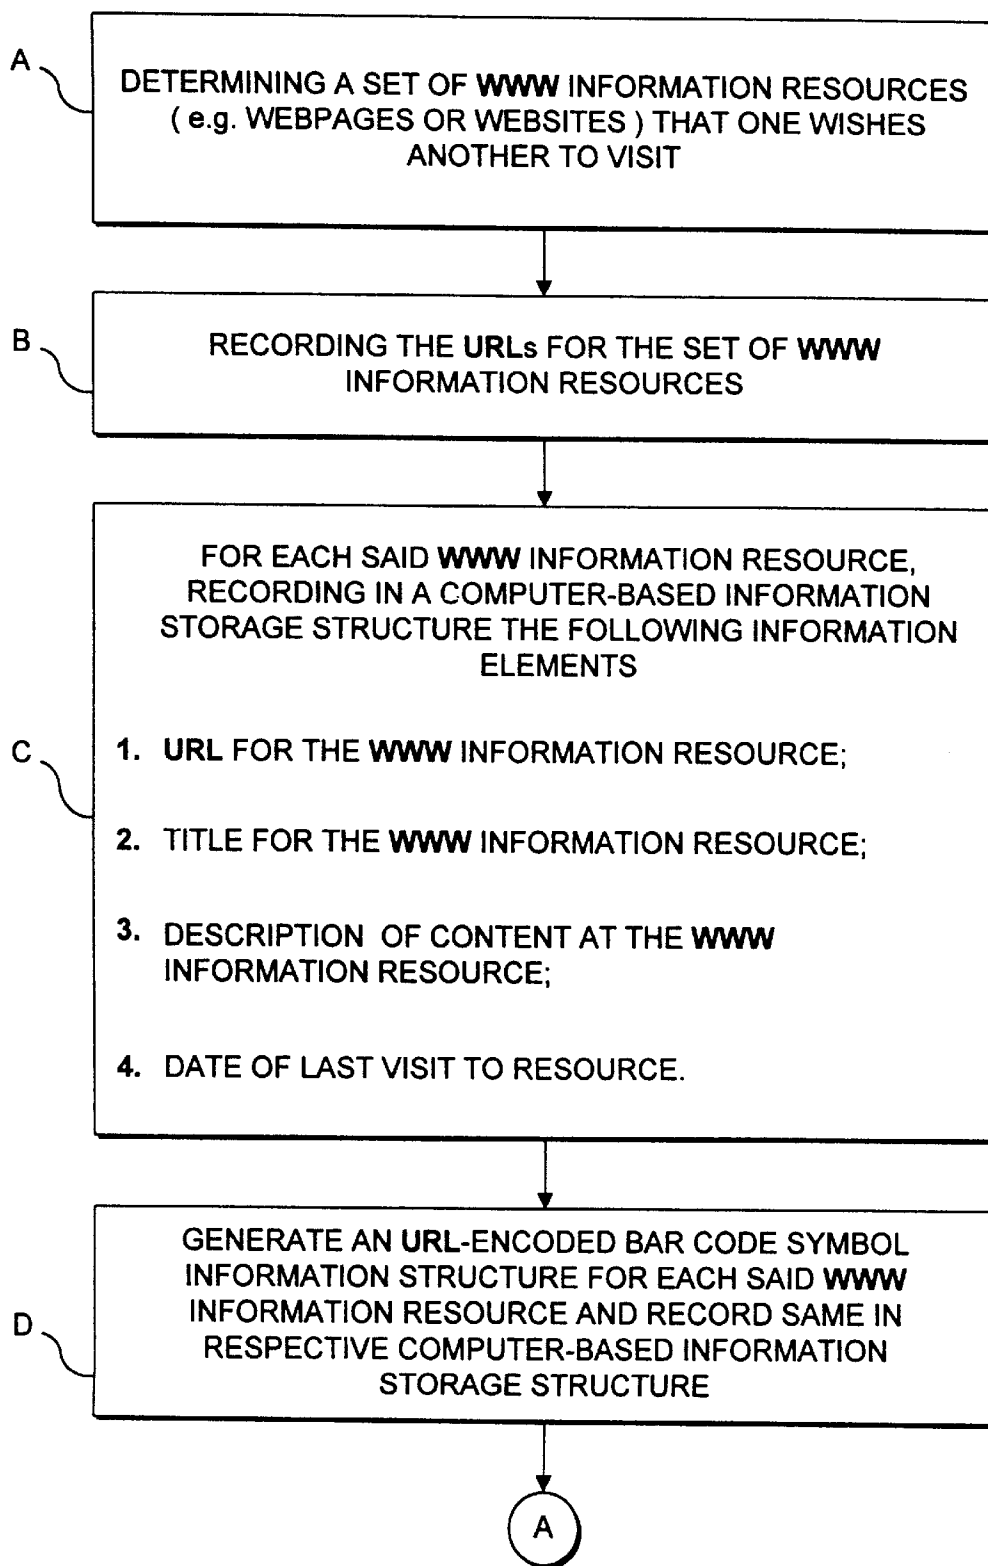 A
DETERMINING A SET OF WWW INFORMATION RESOURCES
( e.g. WEBPAGES OR WEBSITES ) THAT ONE WISHES
ANOTHER TO VISIT
B
RECORDING THE URLs FOR THE SET OF WWW
INFORMATION RESOURCES
FOR EACH SAID WWW INFORMATION RESOURCE,
RECORDING IN A COMPUTER-BASED INFORMATION
STORAGE STRUCTURE THE FOLLOWING INFORMATION
ELEMENTS
C
1. URL FOR THE WWW INFORMATION RESOURCE;
2. TITLE FOR THE WWW INFORMATION RESOURCE;
3. DESCRIPTION OF CONTENT AT THE WWW
INFORMATION RESOURCE;
4. DATE OF LAST VISIT TO RESOURCE.
D
GENERATE AN URL-ENCODED BAR CODE SYMBOL
INFORMATION STRUCTURE FOR EACH SAID WWW
INFORMATION RESOURCE AND RECORD SAME IN
RESPECTIVE COMPUTER-BASED INFORMATION
STORAGE STRUCTURE
A